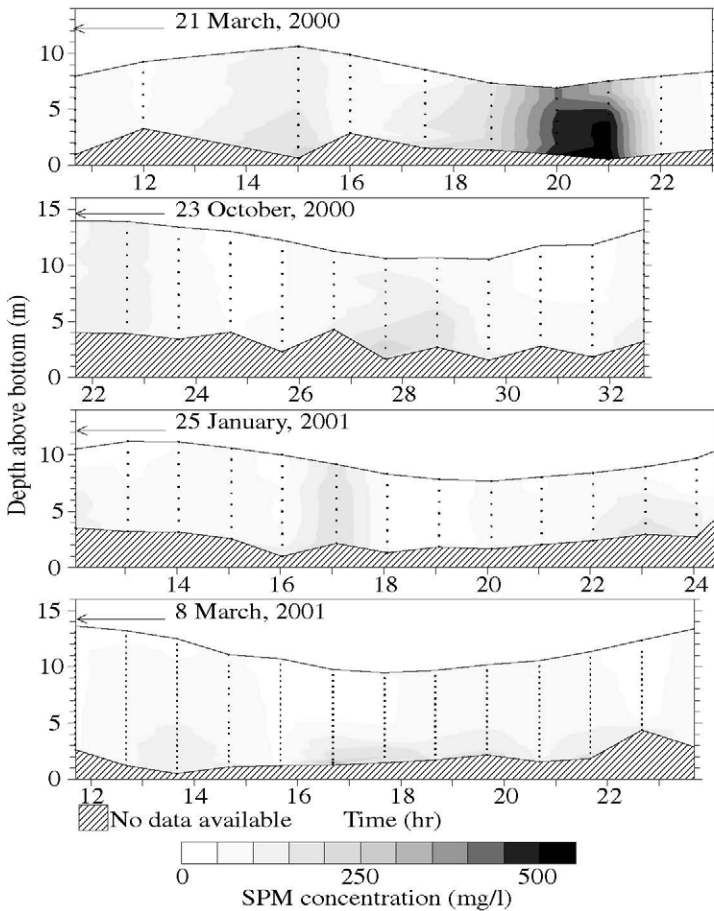 21 March, 2000
10
5
0
12 14 16 18 20 22
23 October, 2000
15
10
5
0
22 24 26 28 30 32
Depth above bottom (m)
25 January, 2001
10
5
0
14 16 18 20 22 24
8 March, 2001
15
10
5
0
12 14 16 18 20 22
No data available Time (hr)
0 250 500
SPM concentration (mg/l)